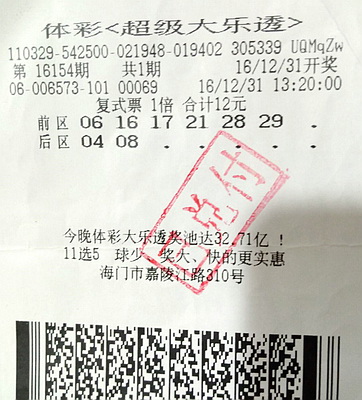 体彩<超级大乐透>
110329-542500-021948-019402 305339 UQMqZw
第 16154期 共1期 16/12/31开奖
06-006573-101 00069 16/12/31 13:20:00
复式票 1倍 合计12元
前区 06 16 17 21 28 29 .
后区 04 08 . . . . .
已兑付
今晚体彩大乐透奖池达32.71亿！
11选5 球少、奖大、快的更实惠
海门市嘉陵江路310号